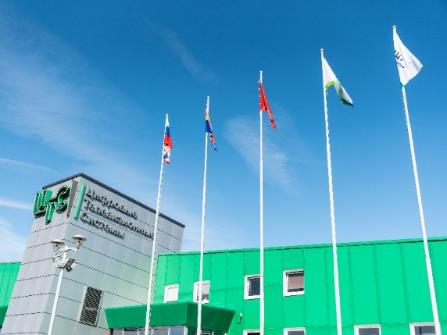 ЦТС
Цифровые
Телевизионные
Системы